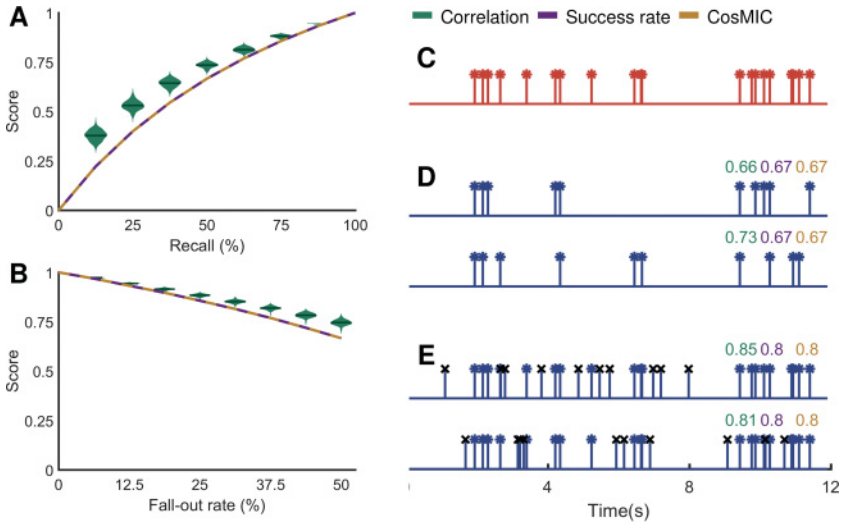 A
Correlation Success rate CosMIC
1
0.75
0.5
0.25
0
Score
0 25 50 75 100
Recall (%)
B
1
0.75
0.5
0.25
0
Score
0 12.5 25 37.5 50
Fall-out rate (%)
C
D
0.66 0.67 0.67
0.73 0.67 0.67
E
0.85 0.8 0.8
0.81 0.8 0.8
4 8 12
Time(s)